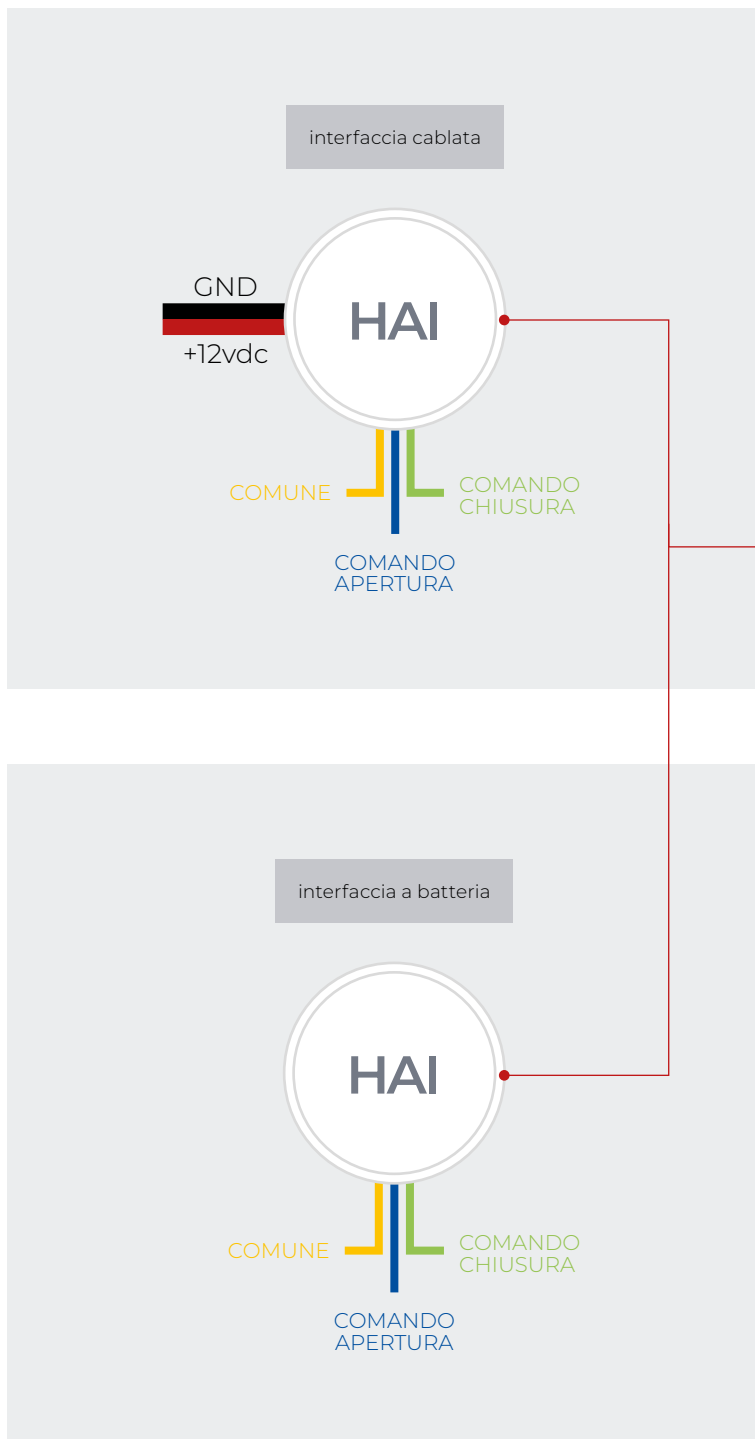 interfaccia cablata
GND
HAI
+12vdc
COMUNE
COMANDO
CHIUSURA
COMANDO
APERTURA
interfaccia a batteria
HAI
COMUNE
COMANDO
CHIUSURA
COMANDO
APERTURA